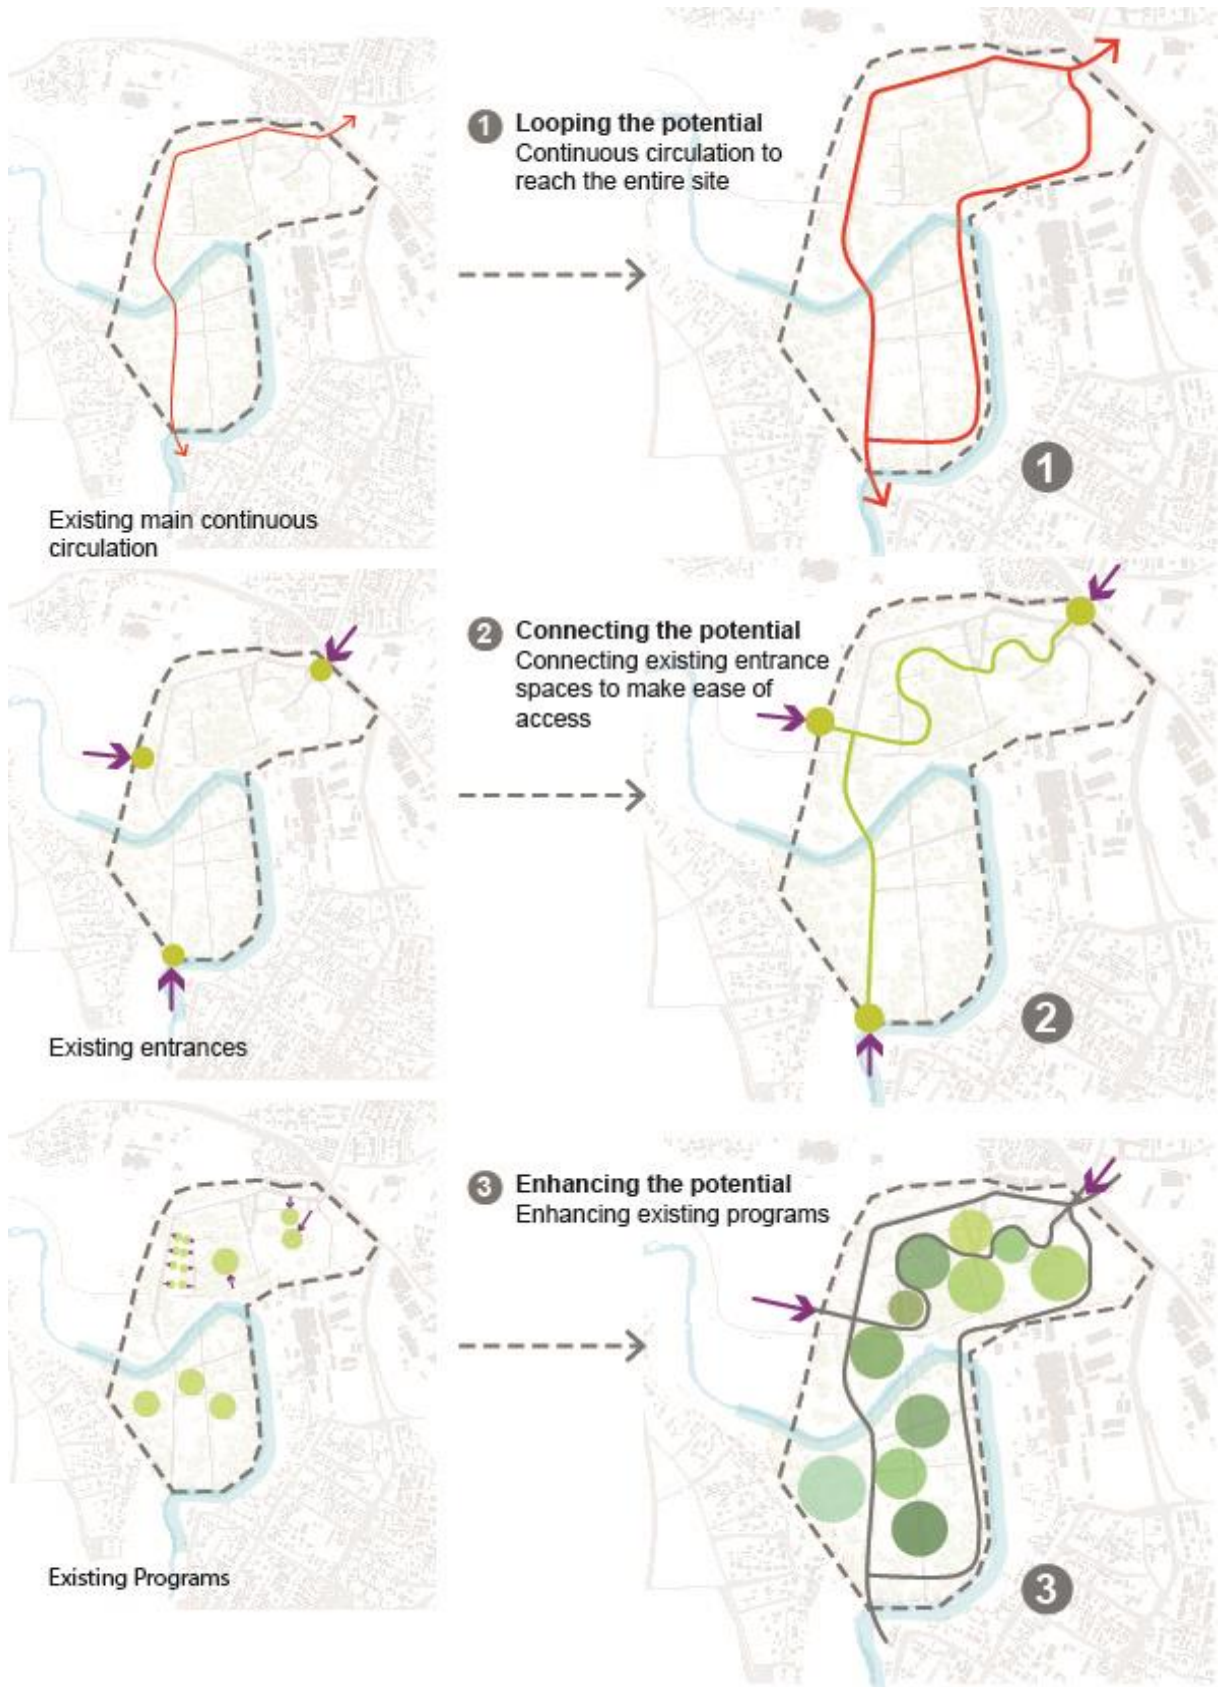 1 Looping the potential
Continuous circulation to
reach the entire site
1
Existing main continuous
circulation
2 Connecting the potential
Connecting existing entrance
spaces to make ease of
access
2
Existing entrances
3 Enhancing the potential
Enhancing existing programs
Existing Programs
3